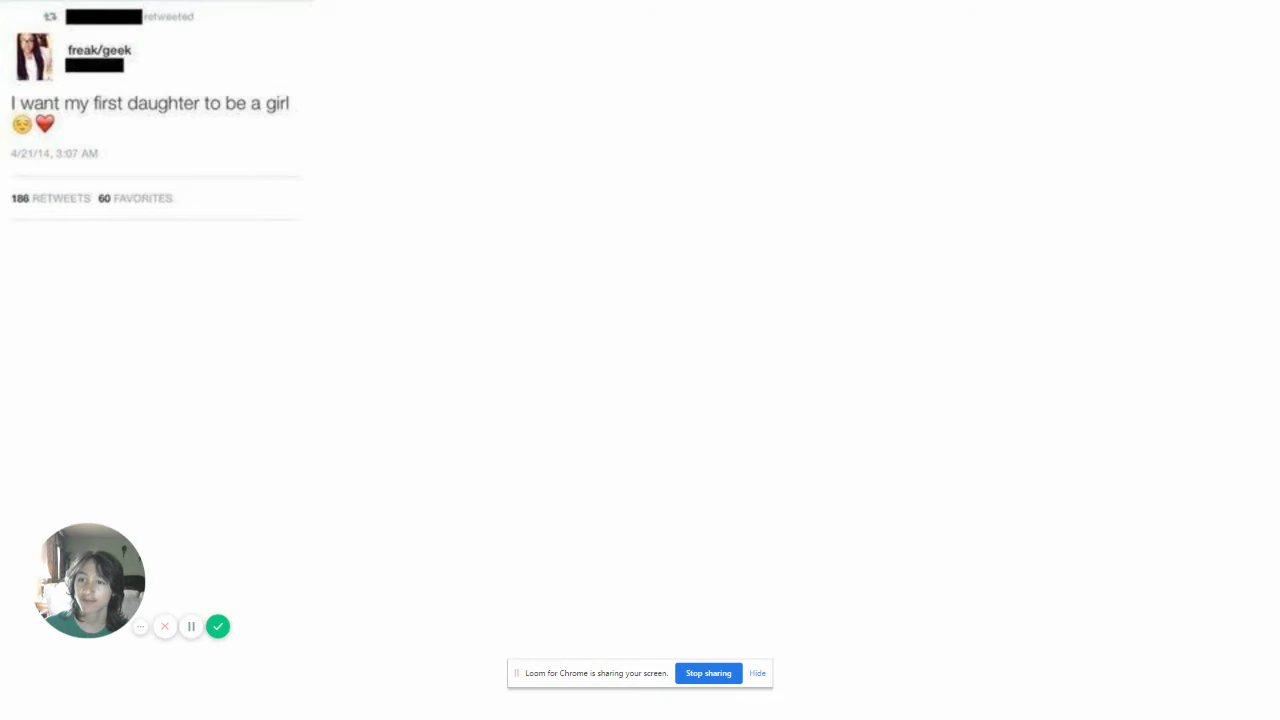 retweeted
freak/geek
I want my first daughter to be a girl
😌❤️
4/21/14, 3:07 AM
186 RETWEETS 60 FAVORITES
Loom for Chrome is sharing your screen. Stop sharing Hide